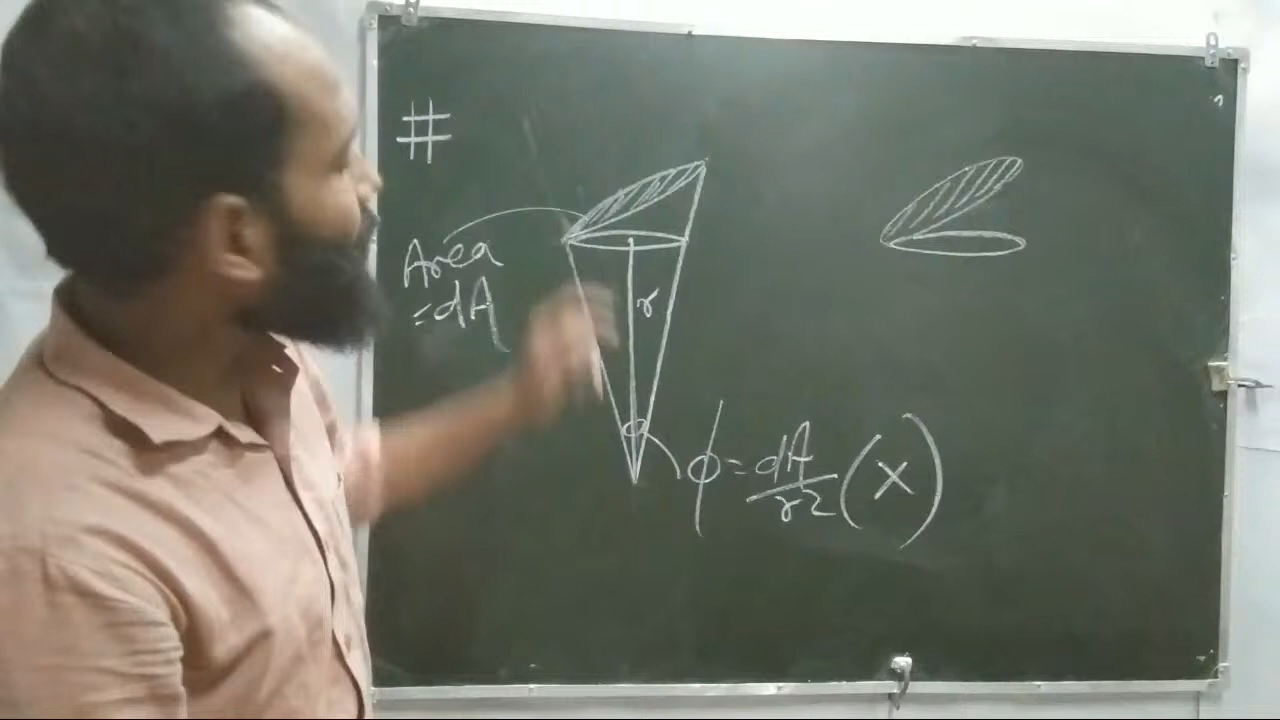 #
Area
= dA
r
ϕ = dA/r2 (×)